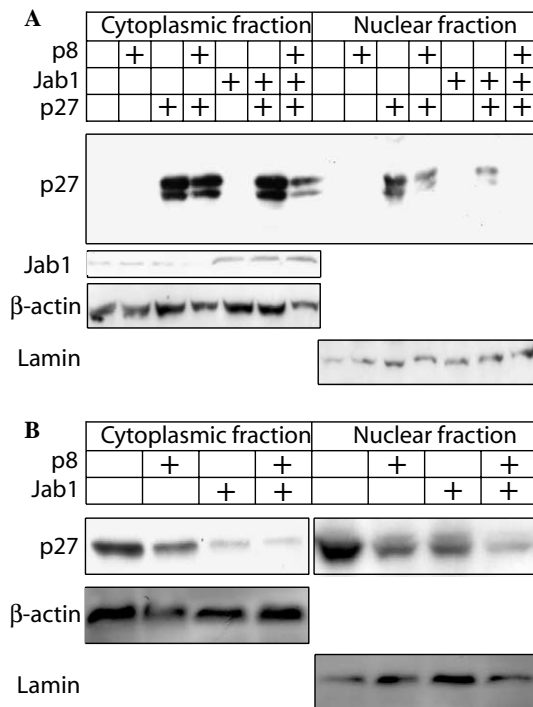 A
Cytoplasmic fraction Nuclear fraction
p8 + + + + + +
Jab1 + + + + + +
p27 + + + + + + + +
p27
Jab1
β-actin
Lamin
B
Cytoplasmic fraction Nuclear fraction
p8 + + + +
Jab1 + + + +
p27
β-actin
Lamin